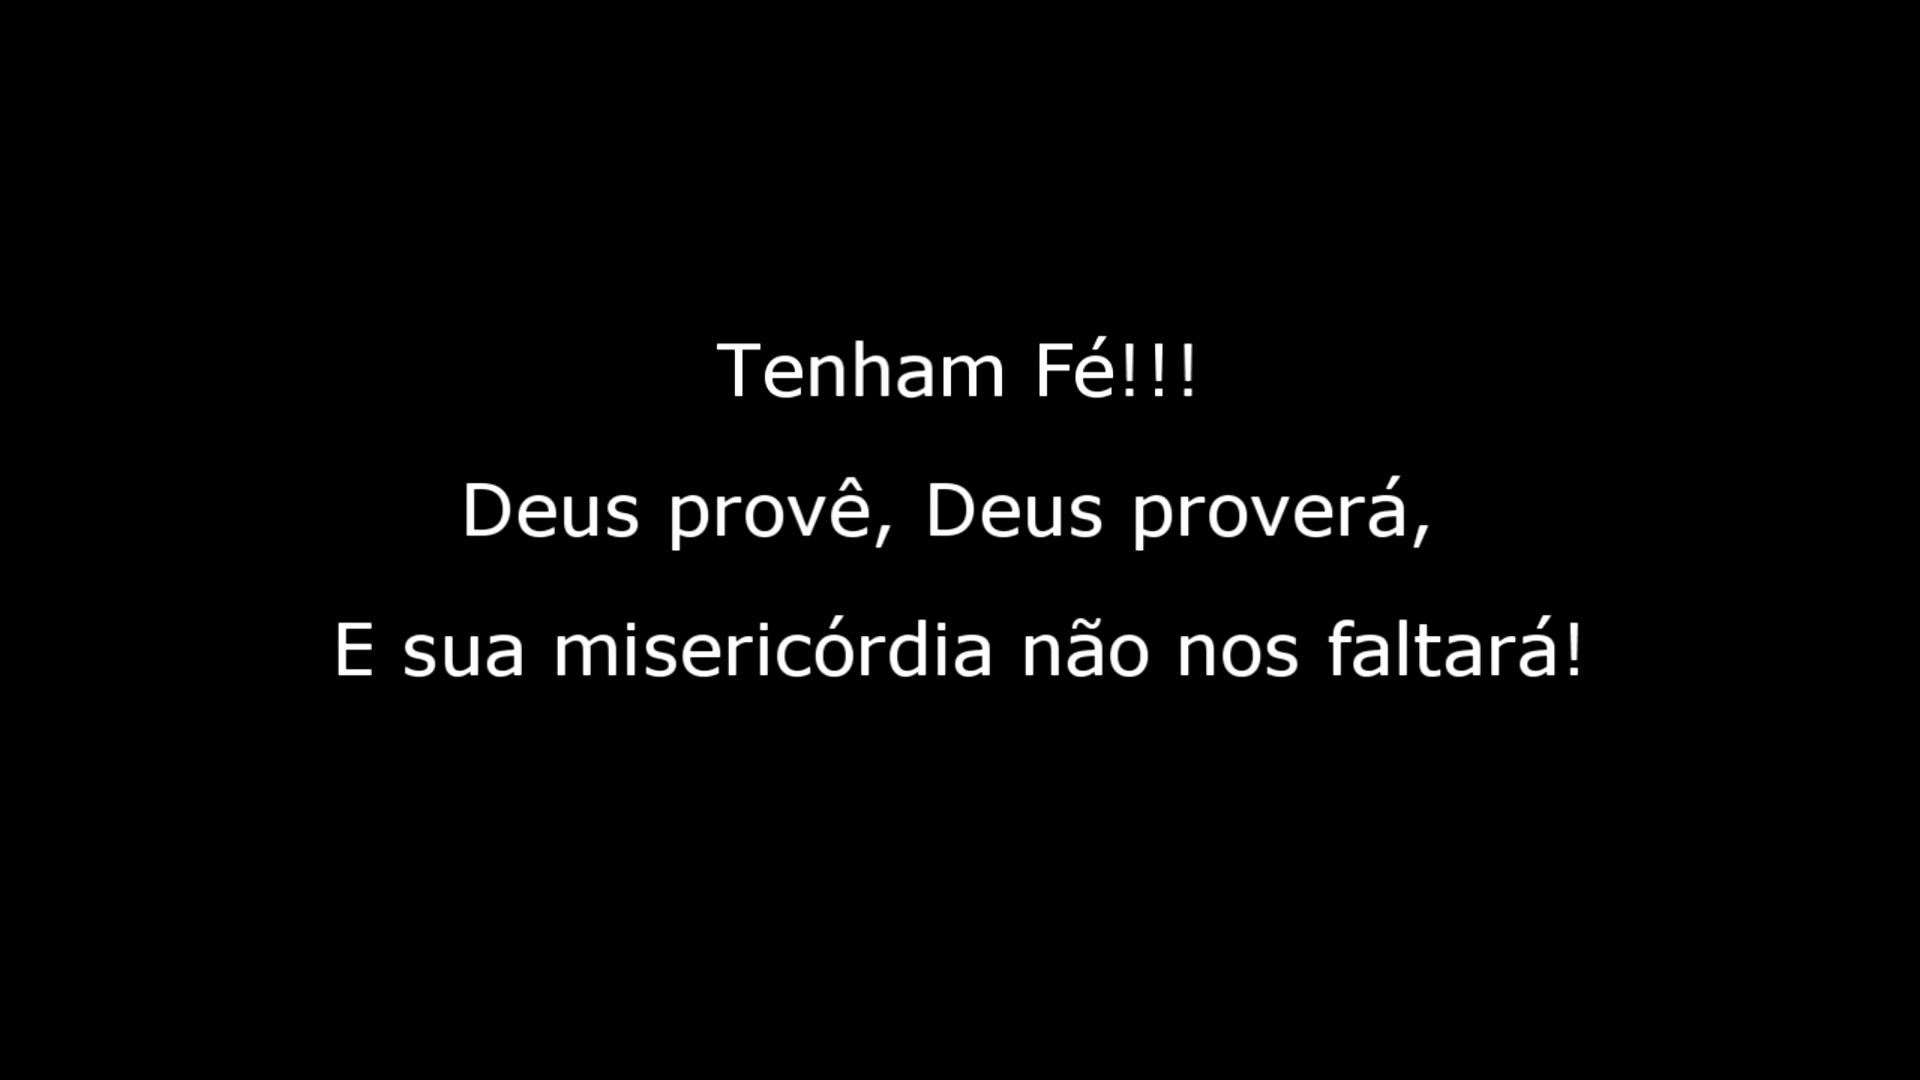 Tenham Fé!!!
Deus provê, Deus proverá,
E sua misericórdia não nos faltará!